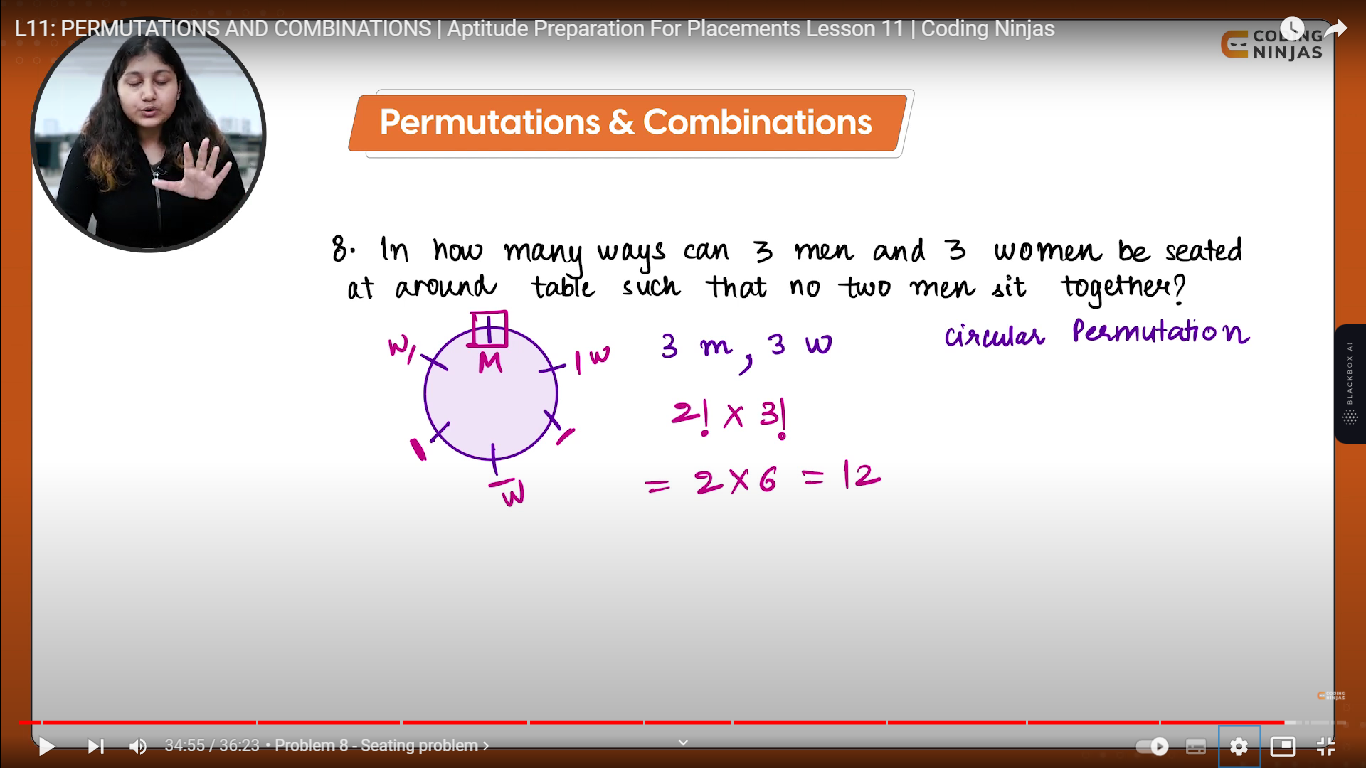 L11: PERMUTATIONS AND COMBINATIONS | Aptitude Preparation For Placements Lesson 11 | Coding Ninjas
CODING
NINJAS
Permutations & Combinations
8. In how many ways can 3 men and 3 women be seated
at around table such that no two men sit together?
circular Permutation
W
M
W
W
3 m, 3 w
2! x 3!
= 2 x 6 = 12
BLACKBOX AI
CODING
NINJAS
34:55 / 36:23 • Problem 8 - Seating problem >